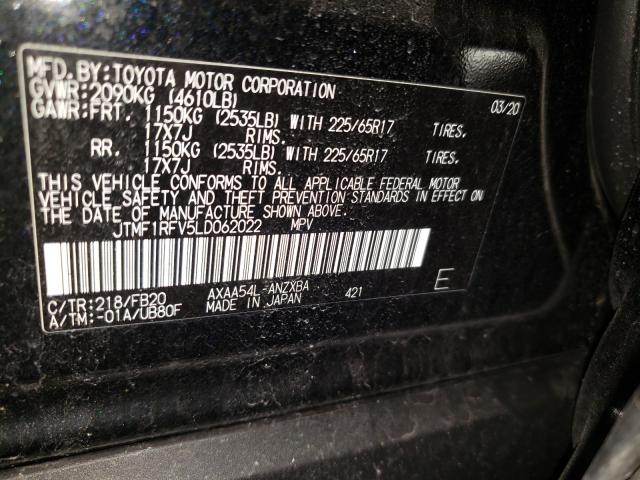 MFD.BY:TOYOTA MOTOR CORPORATION 03/20
GVWR:2090KG (4610LB)
GAWR:FRT. 1150KG (2535LB) WITH 225/65R17 TIRES.
17X7J RIMS.
RR. 1150KG (2535LB) WITH 225/65R17 TIRES.
17X7J RIMS.
THIS VEHICLE CONFORMS TO ALL APPLICABLE FEDERAL MOTOR
VEHICLE SAFETY AND THEFT PREVENTION STANDARDS IN EFFECT ON
THE DATE OF MANUFACTURE SHOWN ABOVE.
JTMF1RFV5LD062022 MPV
C/TR:218/FB20 AXAA54L-ANZXBA 421 E
A/TM:-01A/UB80F MADE IN JAPAN